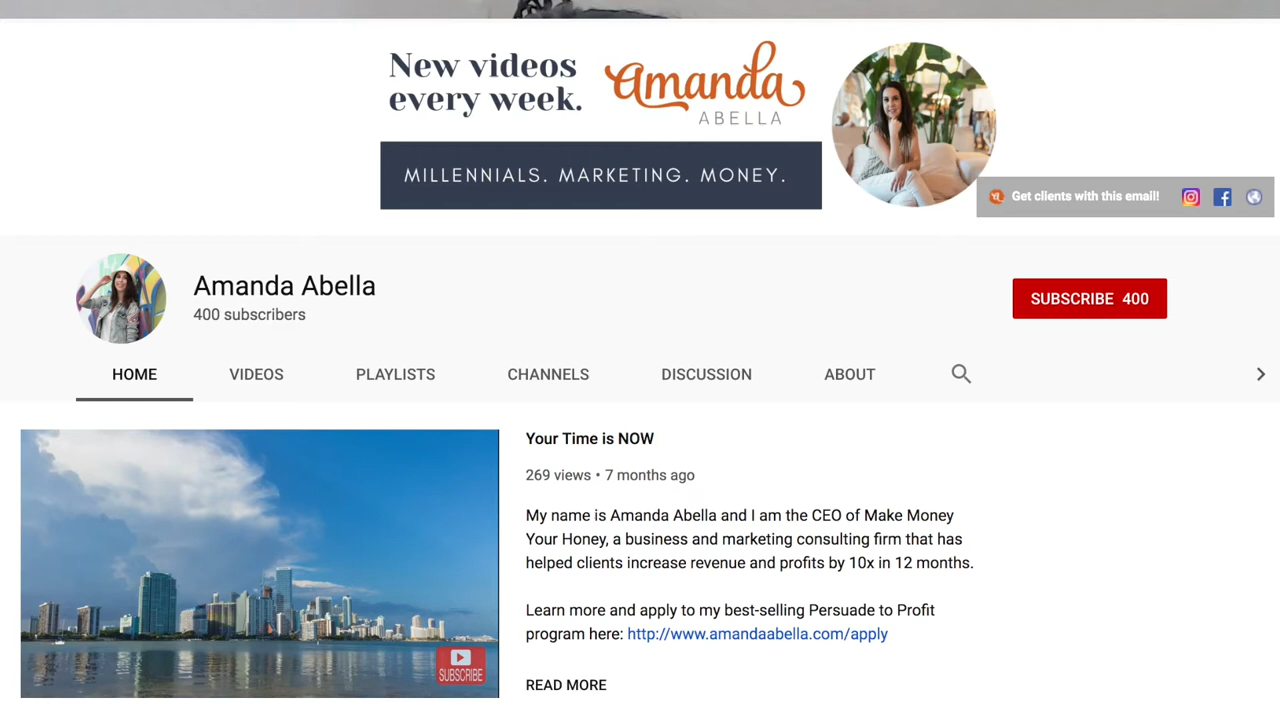 New videos
every week.
Amanda
ABELLA
MILLENNIALS. MARKETING. MONEY.
Get clients with this email!
Amanda Abella
400 subscribers
SUBSCRIBE 400
HOME VIDEOS PLAYLISTS CHANNELS DISCUSSION ABOUT
Your Time is NOW
269 views • 7 months ago
My name is Amanda Abella and I am the CEO of Make Money
Your Honey, a business and marketing consulting firm that has
helped clients increase revenue and profits by 10x in 12 months.
Learn more and apply to my best-selling Persuade to Profit
program here: http://www.amandaabella.com/apply
SUBSCRIBE
READ MORE